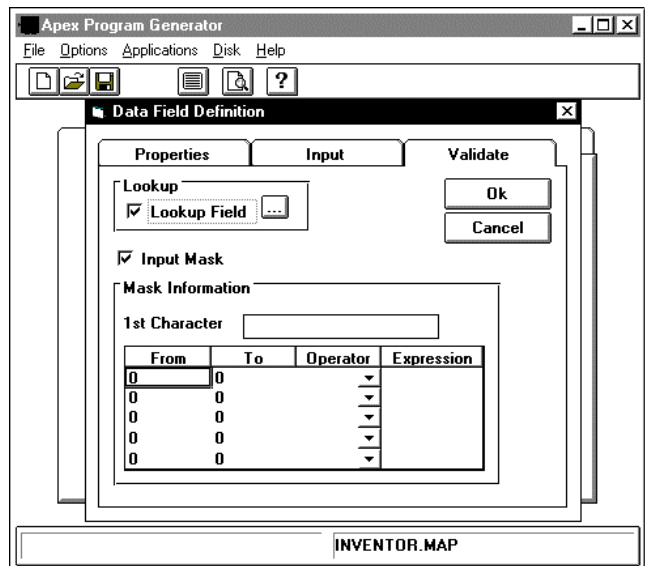 Apex Program Generator
File Options Applications Disk Help
?
Data Field Definition
Properties Input Validate
Lookup
Lookup Field ...
Ok
Cancel
Input Mask
Mask Information
1st Character
From To Operator Expression
0 0
0 0
0 0
0 0
0 0
INVENTOR.MAP